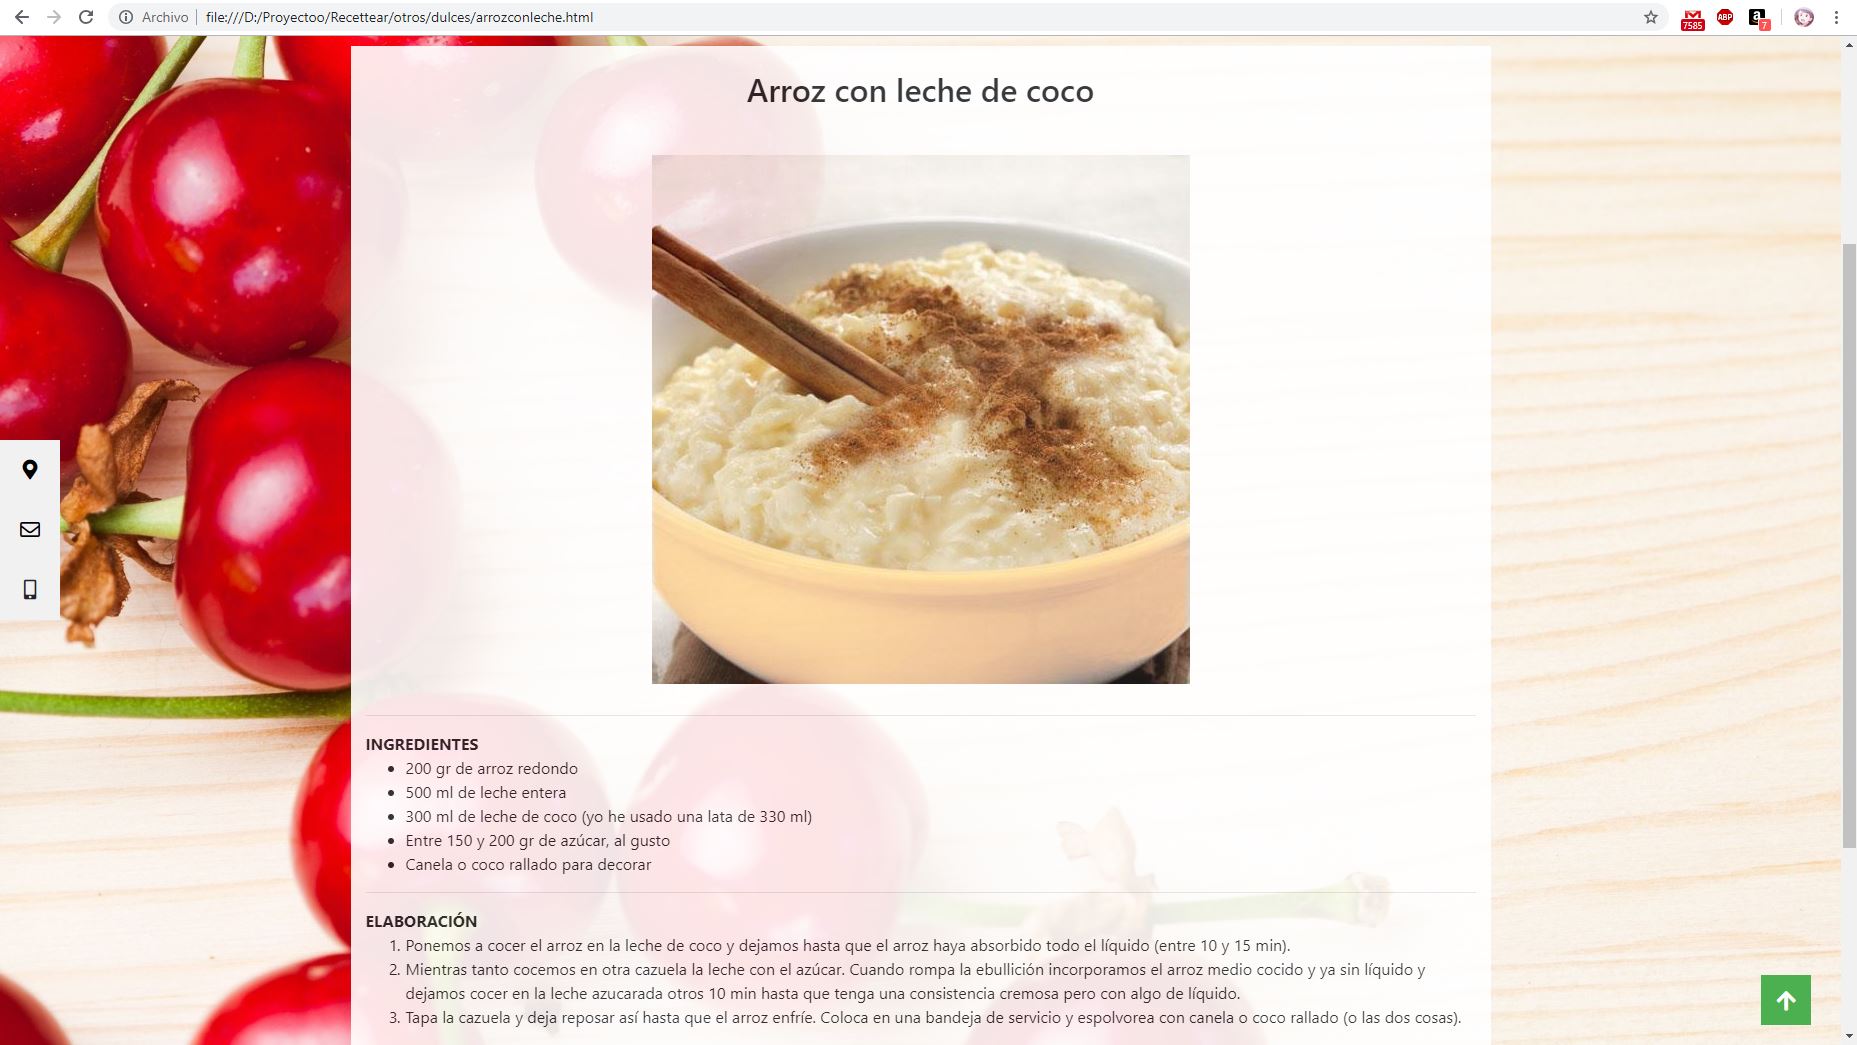 Archivo | file:///D:/Proyectoo/Recettear/otros/dulces/arrozconleche.html
7585
ABP
a
7
Arroz con leche de coco
INGREDIENTES
• 200 gr de arroz redondo
• 500 ml de leche entera
• 300 ml de leche de coco (yo he usado una lata de 330 ml)
• Entre 150 y 200 gr de azúcar, al gusto
• Canela o coco rallado para decorar
ELABORACIÓN
1. Ponemos a cocer el arroz en la leche de coco y dejamos hasta que el arroz haya absorbido todo el líquido (entre 10 y 15 min).
2. Mientras tanto cocemos en otra cazuela la leche con el azúcar. Cuando rompa la ebullición incorporamos el arroz medio cocido y ya sin líquido y
dejamos cocer en la leche azucarada otros 10 min hasta que tenga una consistencia cremosa pero con algo de líquido.
3. Tapa la cazuela y deja reposar así hasta que el arroz enfríe. Coloca en una bandeja de servicio y espolvorea con canela o coco rallado (o las dos cosas).